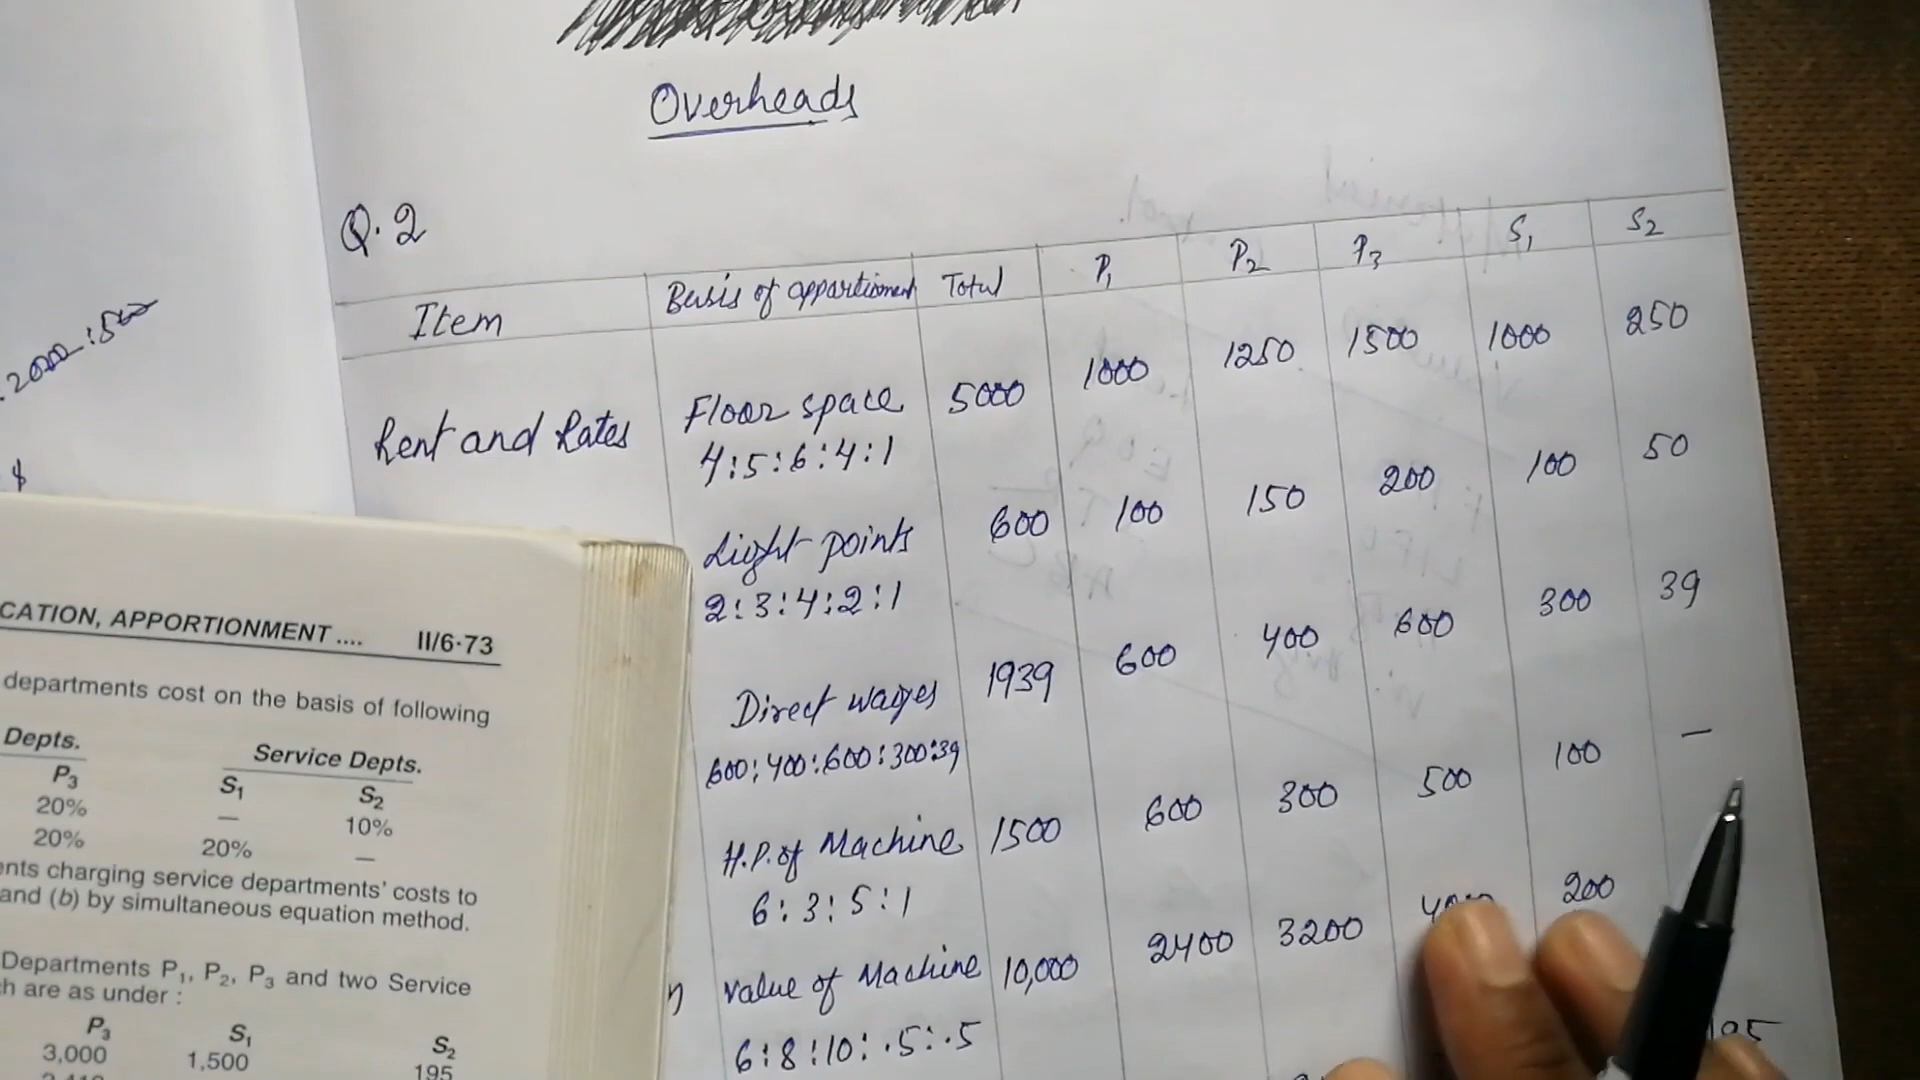 Overheads
Q.2
Item Basis of apportionment Total P1 P2 P3 S1 S2
Rent and Rates Floor space 5000 1000 1250 1500 1000 250
4:5:6:4:1
Light points 600 100 150 200 100 50
2:3:4:2:1
Direct wages 1939 600 400 600 300 39
600:400:600:300:39
H.P. of Machine 1500 600 300 500 100 —
6:3:5:1
Value of Machine 10,000 2400 3200 200
6:8:10:.5:.5
2000:500
CATION, APPORTIONMENT .... II/6·73
departments cost on the basis of following
Depts. Service Depts.
P3 S1 S2
20% — 10%
20% 20% —
ents charging service departments' costs to
and (b) by simultaneous equation method.
Departments P1, P2, P3 and two Service
h are as under :
P3 S1 S2
3,000 1,500 195